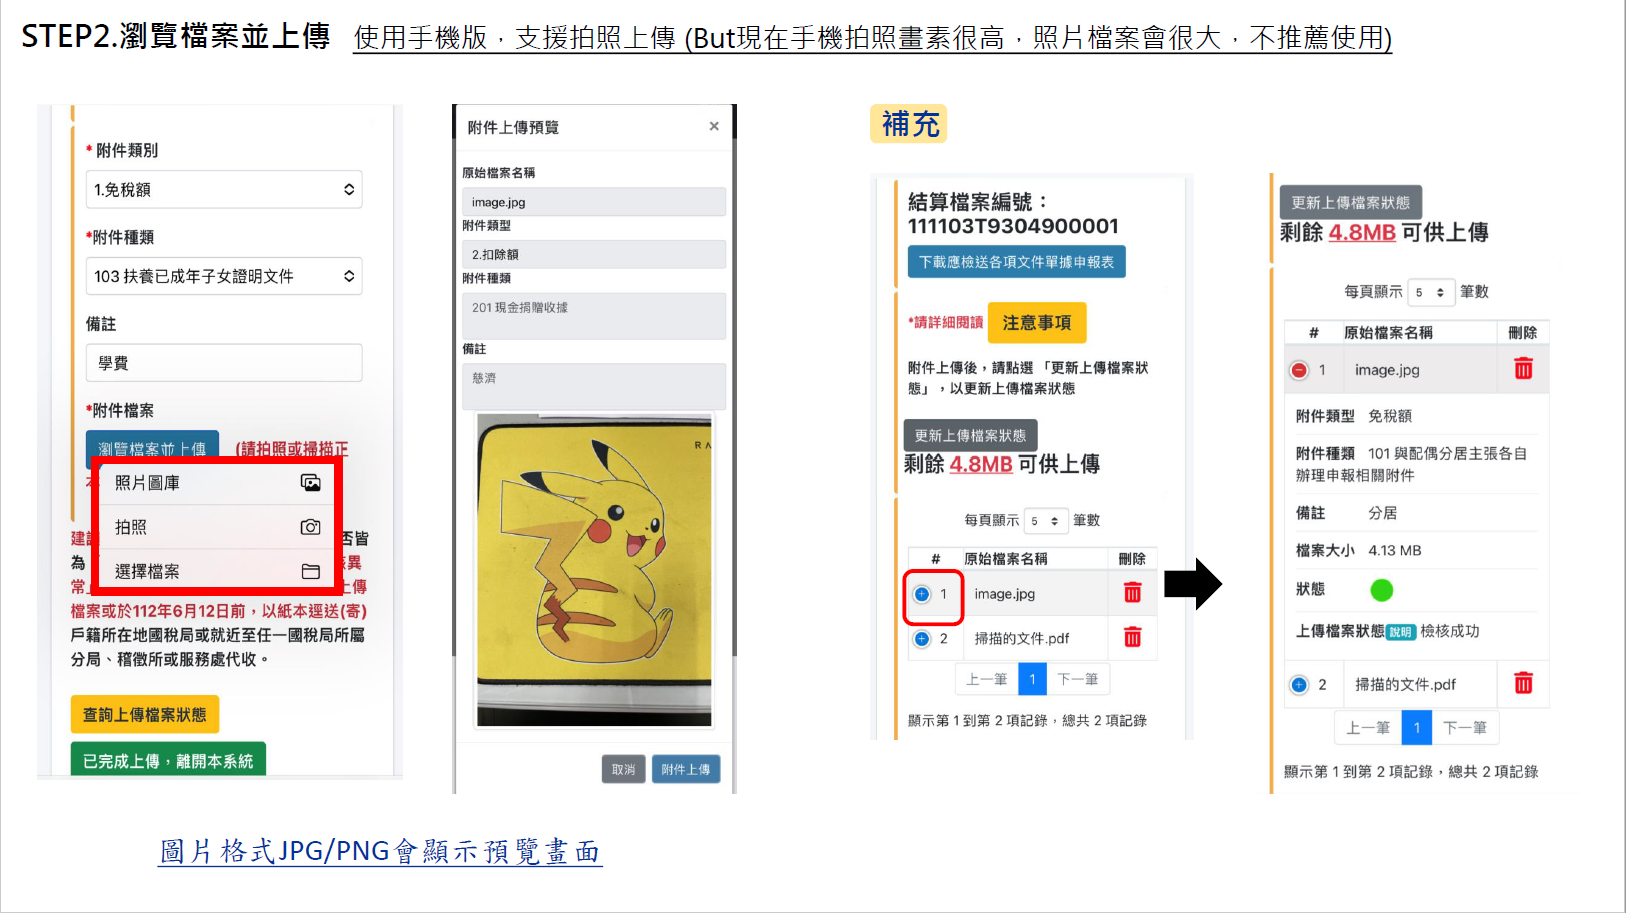 STEP2.瀏覽檔案並上傳 使用手機版，支援拍照上傳 (But現在手機拍照畫素很高，照片檔案會很大，不推薦使用)
* 附件類別
1.免稅額
*附件種類
103 扶養已成年子女證明文件
備註
學費
*附件檔案
瀏覽檔案並上傳 (請拍照或掃描正
照片圖庫
拍照
選擇檔案
建
否皆
為
異
常
上傳
檔案或於112年6月12日前，以紙本逕送(寄)
戶籍所在地國稅局或就近至任一國稅局所屬
分局、稽徵所或服務處代收。
查詢上傳檔案狀態
已完成上傳，離開本系統
附件上傳預覽 ×
原始檔案名稱
image.jpg
附件類型
2.扣除額
附件種類
201 現金捐贈收據
備註
慈濟
R A
取消 附件上傳
圖片格式JPG/PNG會顯示預覽畫面
補充
結算檔案編號：
111103T9304900001
下載應檢送各項文件單據申報表
*請詳細閱讀 注意事項
附件上傳後，請點選「更新上傳檔案狀
態」，以更新上傳檔案狀態
更新上傳檔案狀態
剩餘 4.8MB 可供上傳
每頁顯示 5 筆數
# 原始檔案名稱 刪除
1 image.jpg
2 掃描的文件.pdf
上一筆 1 下一筆
顯示第 1 到第 2 項記錄，總共 2 項記錄
更新上傳檔案狀態
剩餘 4.8MB 可供上傳
每頁顯示 5 筆數
# 原始檔案名稱 刪除
1 image.jpg
附件類型 免稅額
附件種類 101 與配偶分居主張各自
辦理申報相關附件
備註 分居
檔案大小 4.13 MB
狀態
上傳檔案狀態 說明 檢核成功
2 掃描的文件.pdf
上一筆 1 下一筆
顯示第 1 到第 2 項記錄，總共 2 項記錄